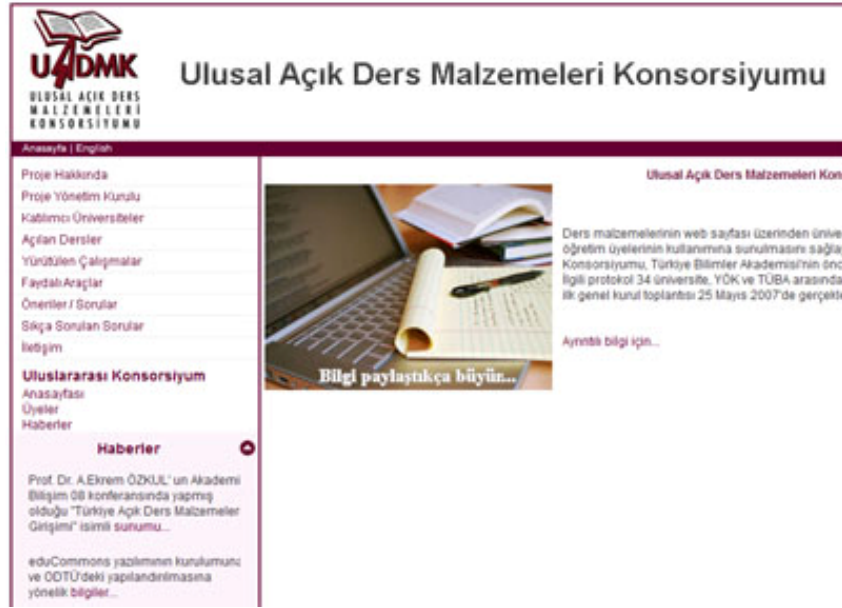 UADMK
ULUSAL AÇIK DERS
MALZEMELERİ
KONSORSİYUMU
Ulusal Açık Ders Malzemeleri Konsorsiyumu
Anasayfa | English
Proje Hakkında
Proje Yönetim Kurulu
Katılımcı Üniversiteler
Açılan Dersler
Yürütülen Çalışmalar
Faydalı Araçlar
Öneriler / Sorular
Sıkça Sorulan Sorular
İletişim
Uluslararası Konsorsiyum
Anasayfası
Üyeler
Haberler
Haberler
Prof. Dr. A.Ekrem ÖZKUL' un Akademi
Bilişim 08 konferansında yapmış
olduğu "Türkiye Açık Ders Malzemeler
Girişimi" isimli sunumu...
eduCommons yazılımının kurulumuna
ve ODTÜ'deki yapılandırılmasına
yönelik bilgiler...
Bilgi paylaştıkça büyür...
Ulusal Açık Ders Malzemeleri Kon
Ders malzemelerinin web sayfası üzerinden ünive
öğretim üyelerinin kullanımına sunulmasını sağla
Konsorsiyumu, Türkiye Bilimler Akademisi'nin önc
İlgili protokol 34 üniversite, YÖK ve TÜBA arasında
ilk genel kurul toplantısı 25 Mayıs 2007'de gerçekle
Ayrıntılı bilgi için...